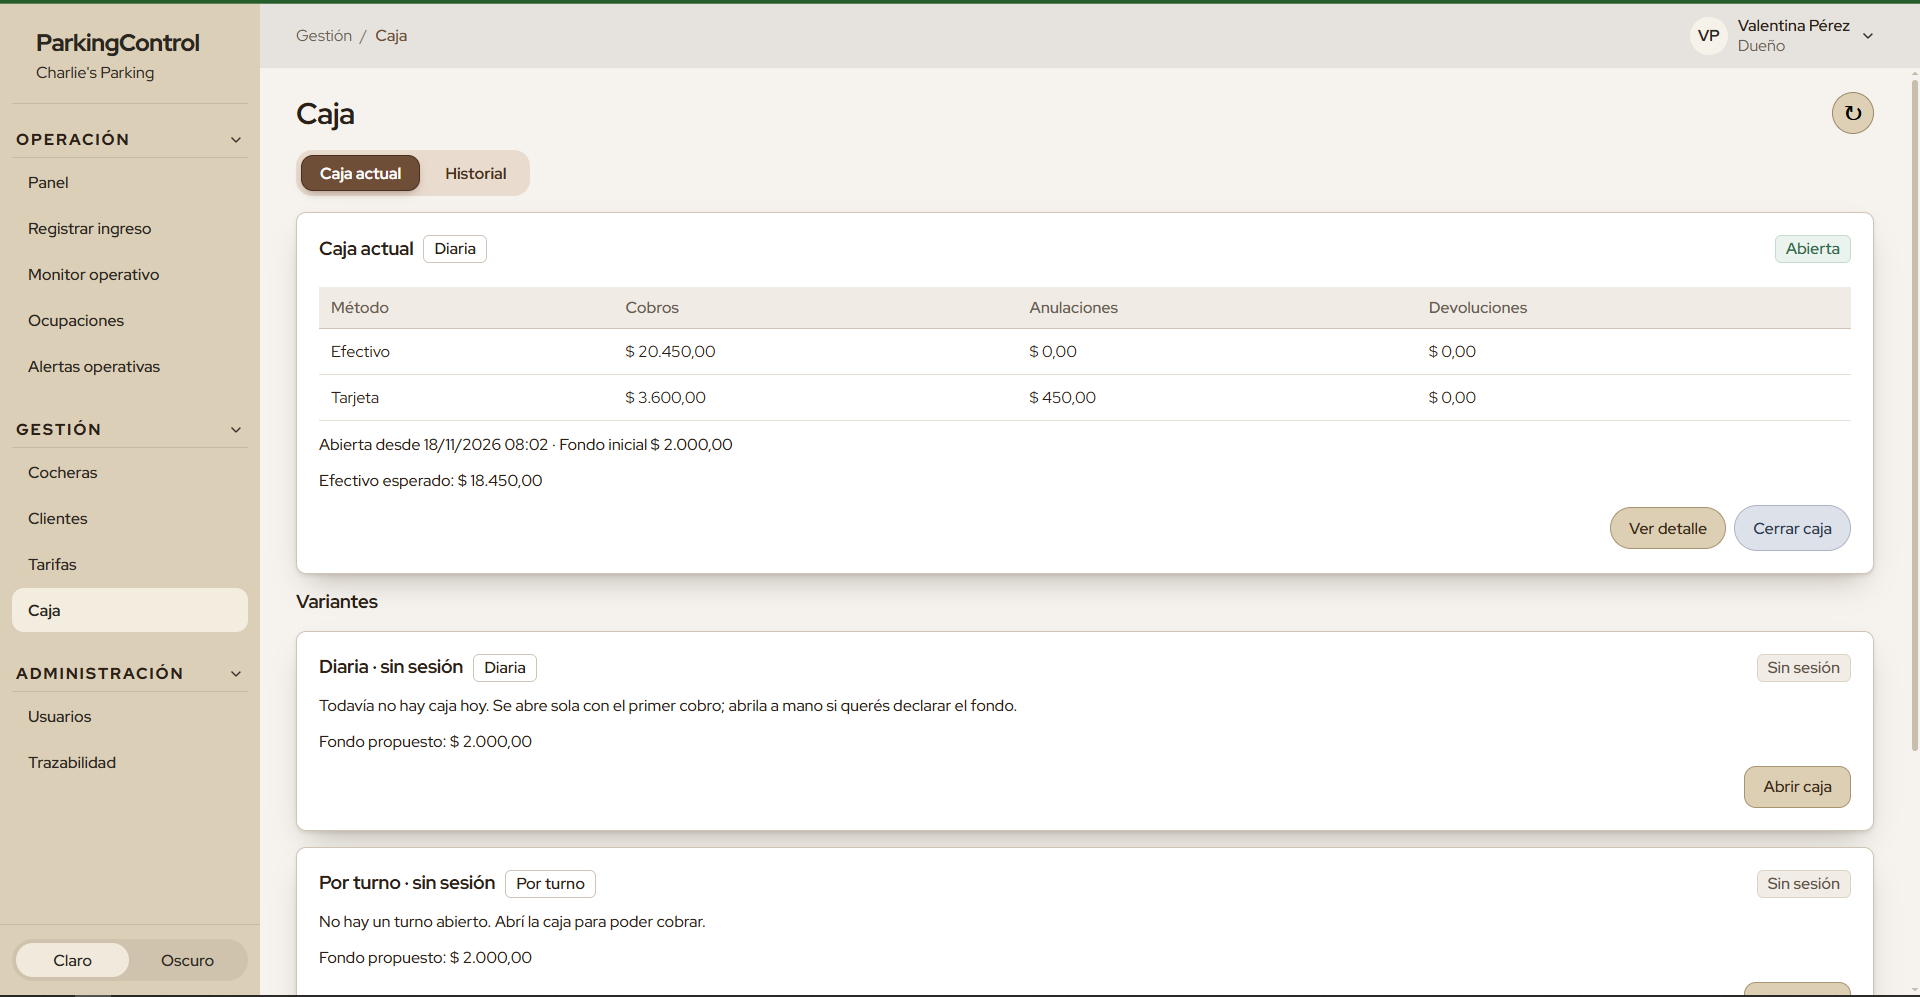 ParkingControl
Charlie's Parking
OPERACIÓN
Panel
Registrar ingreso
Monitor operativo
Ocupaciones
Alertas operativas
GESTIÓN
Cocheras
Clientes
Tarifas
Caja
ADMINISTRACIÓN
Usuarios
Trazabilidad
Claro Oscuro
Gestión / Caja
VP Valentina Pérez
Dueño
Caja
Caja actual Historial
Caja actual Diaria Abierta
Método Cobros Anulaciones Devoluciones
Efectivo $ 20.450,00 $ 0,00 $ 0,00
Tarjeta $ 3.600,00 $ 450,00 $ 0,00
Abierta desde 18/11/2026 08:02 · Fondo inicial $ 2.000,00
Efectivo esperado: $ 18.450,00
Ver detalle Cerrar caja
Variantes
Diaria · sin sesión Diaria Sin sesión
Todavía no hay caja hoy. Se abre sola con el primer cobro; abrila a mano si querés declarar el fondo.
Fondo propuesto: $ 2.000,00
Abrir caja
Por turno · sin sesión Por turno Sin sesión
No hay un turno abierto. Abrí la caja para poder cobrar.
Fondo propuesto: $ 2.000,00